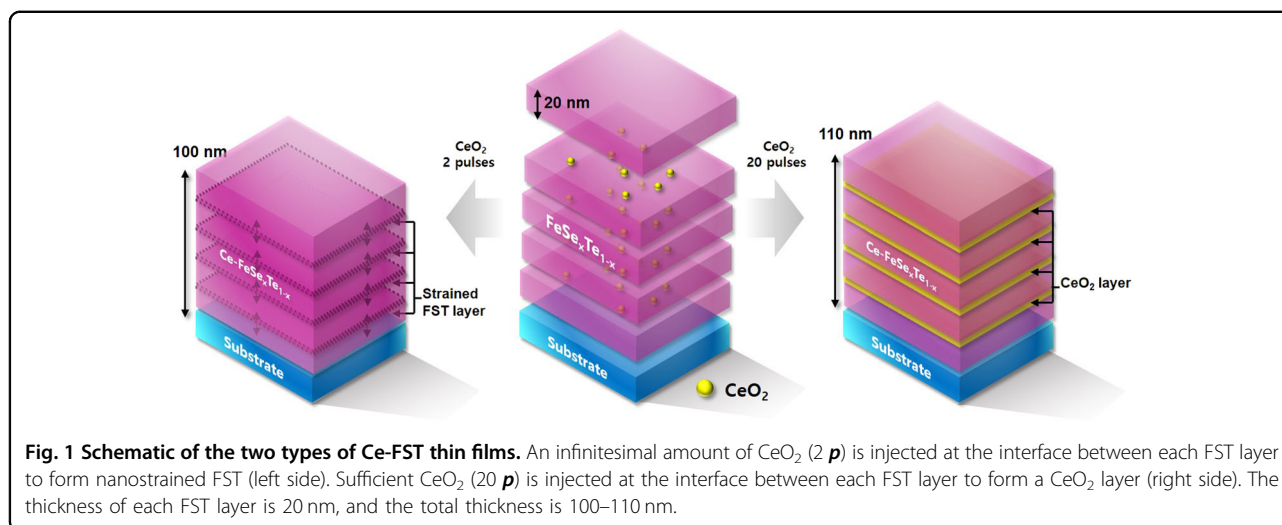 20 nm
100 nm
CeO₂
2 pulses
CeO₂
20 pulses
110 nm
FeSeₓTe₁₋ₓ
Ce-FeSeₓTe₁₋ₓ
Ce-FeSeₓTe₁₋ₓ
Strained
FST layer
CeO₂ layer
Substrate
Substrate
Substrate
CeO₂
Fig. 1 Schematic of the two types of Ce-FST thin films. An infinitesimal amount of CeO₂ (2 p) is injected at the interface between each FST layer
to form nanostrained FST (left side). Sufficient CeO₂ (20 p) is injected at the interface between each FST layer to form a CeO₂ layer (right side). The
thickness of each FST layer is 20 nm, and the total thickness is 100–110 nm.